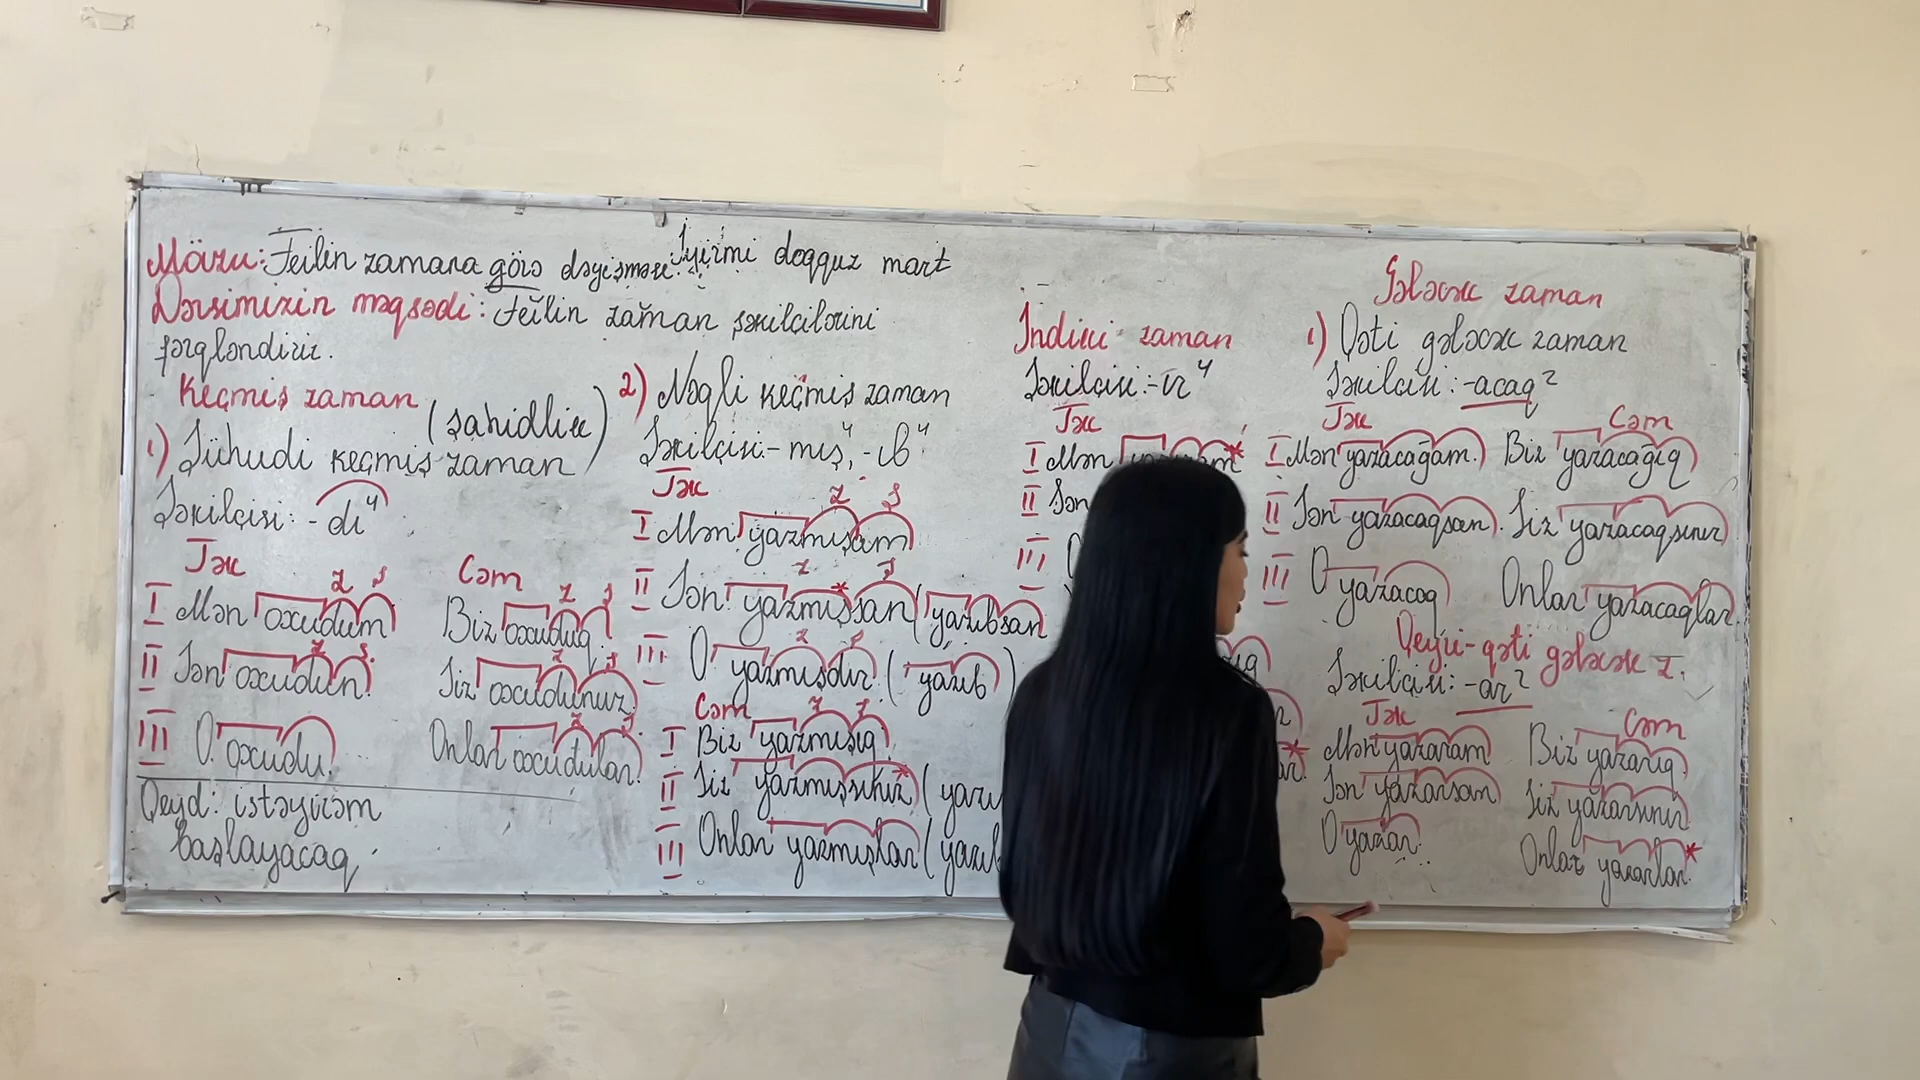 Mövzu: Feilin zamana görə dəyişməsi. İyirmi doqquz mart
Dərsimizin məqsədi: Feilin zaman şəkilçilərini
fərqləndirir.
Keçmiş zaman
(şahidlik)
1) Şühudi keçmiş zaman
Şəkilçisi: -dı⁴
Tək
Cəm
I Mən oxudum
Biz oxuduq.
II Sən oxudun.
Siz oxudunuz
III O oxudu.
Onlar oxudular.
Qeyd: istəyirəm
başlayacaq.
2) Nəqli keçmiş zaman
Şəkilçisi - mış⁴, -ıb⁴
Tək
I Mən yazmışam
II Sən yazmışsan (yazıbsan
III O yazmışdır. (yazıb)
Cəm
I Biz yazmışıq.
II Siz yazmışsınız (
III Onlar yazmışlar (
İndiki zaman
Şəkilçisi: - ır⁴
Tək
I Mən
II Sən
III
Gələcək zaman
1) Qəti gələcək zaman
Şəkilçisi: -acaq²
Tək
Cəm
I Mən yazacağam.
Biz yazacağıq
II Sən yazacaqsan.
Siz yazacaqsınız
III O yazacaq
Onlar yazacaqlar.
Qeyri-qəti gələcək z.
Şəkilçisi: -ar²
Tək
Cəm
Mən yazaram
Biz yazarıq.
Sən yazarsan
Siz yazarsınız
O yazar.
Onlar yazarlar.